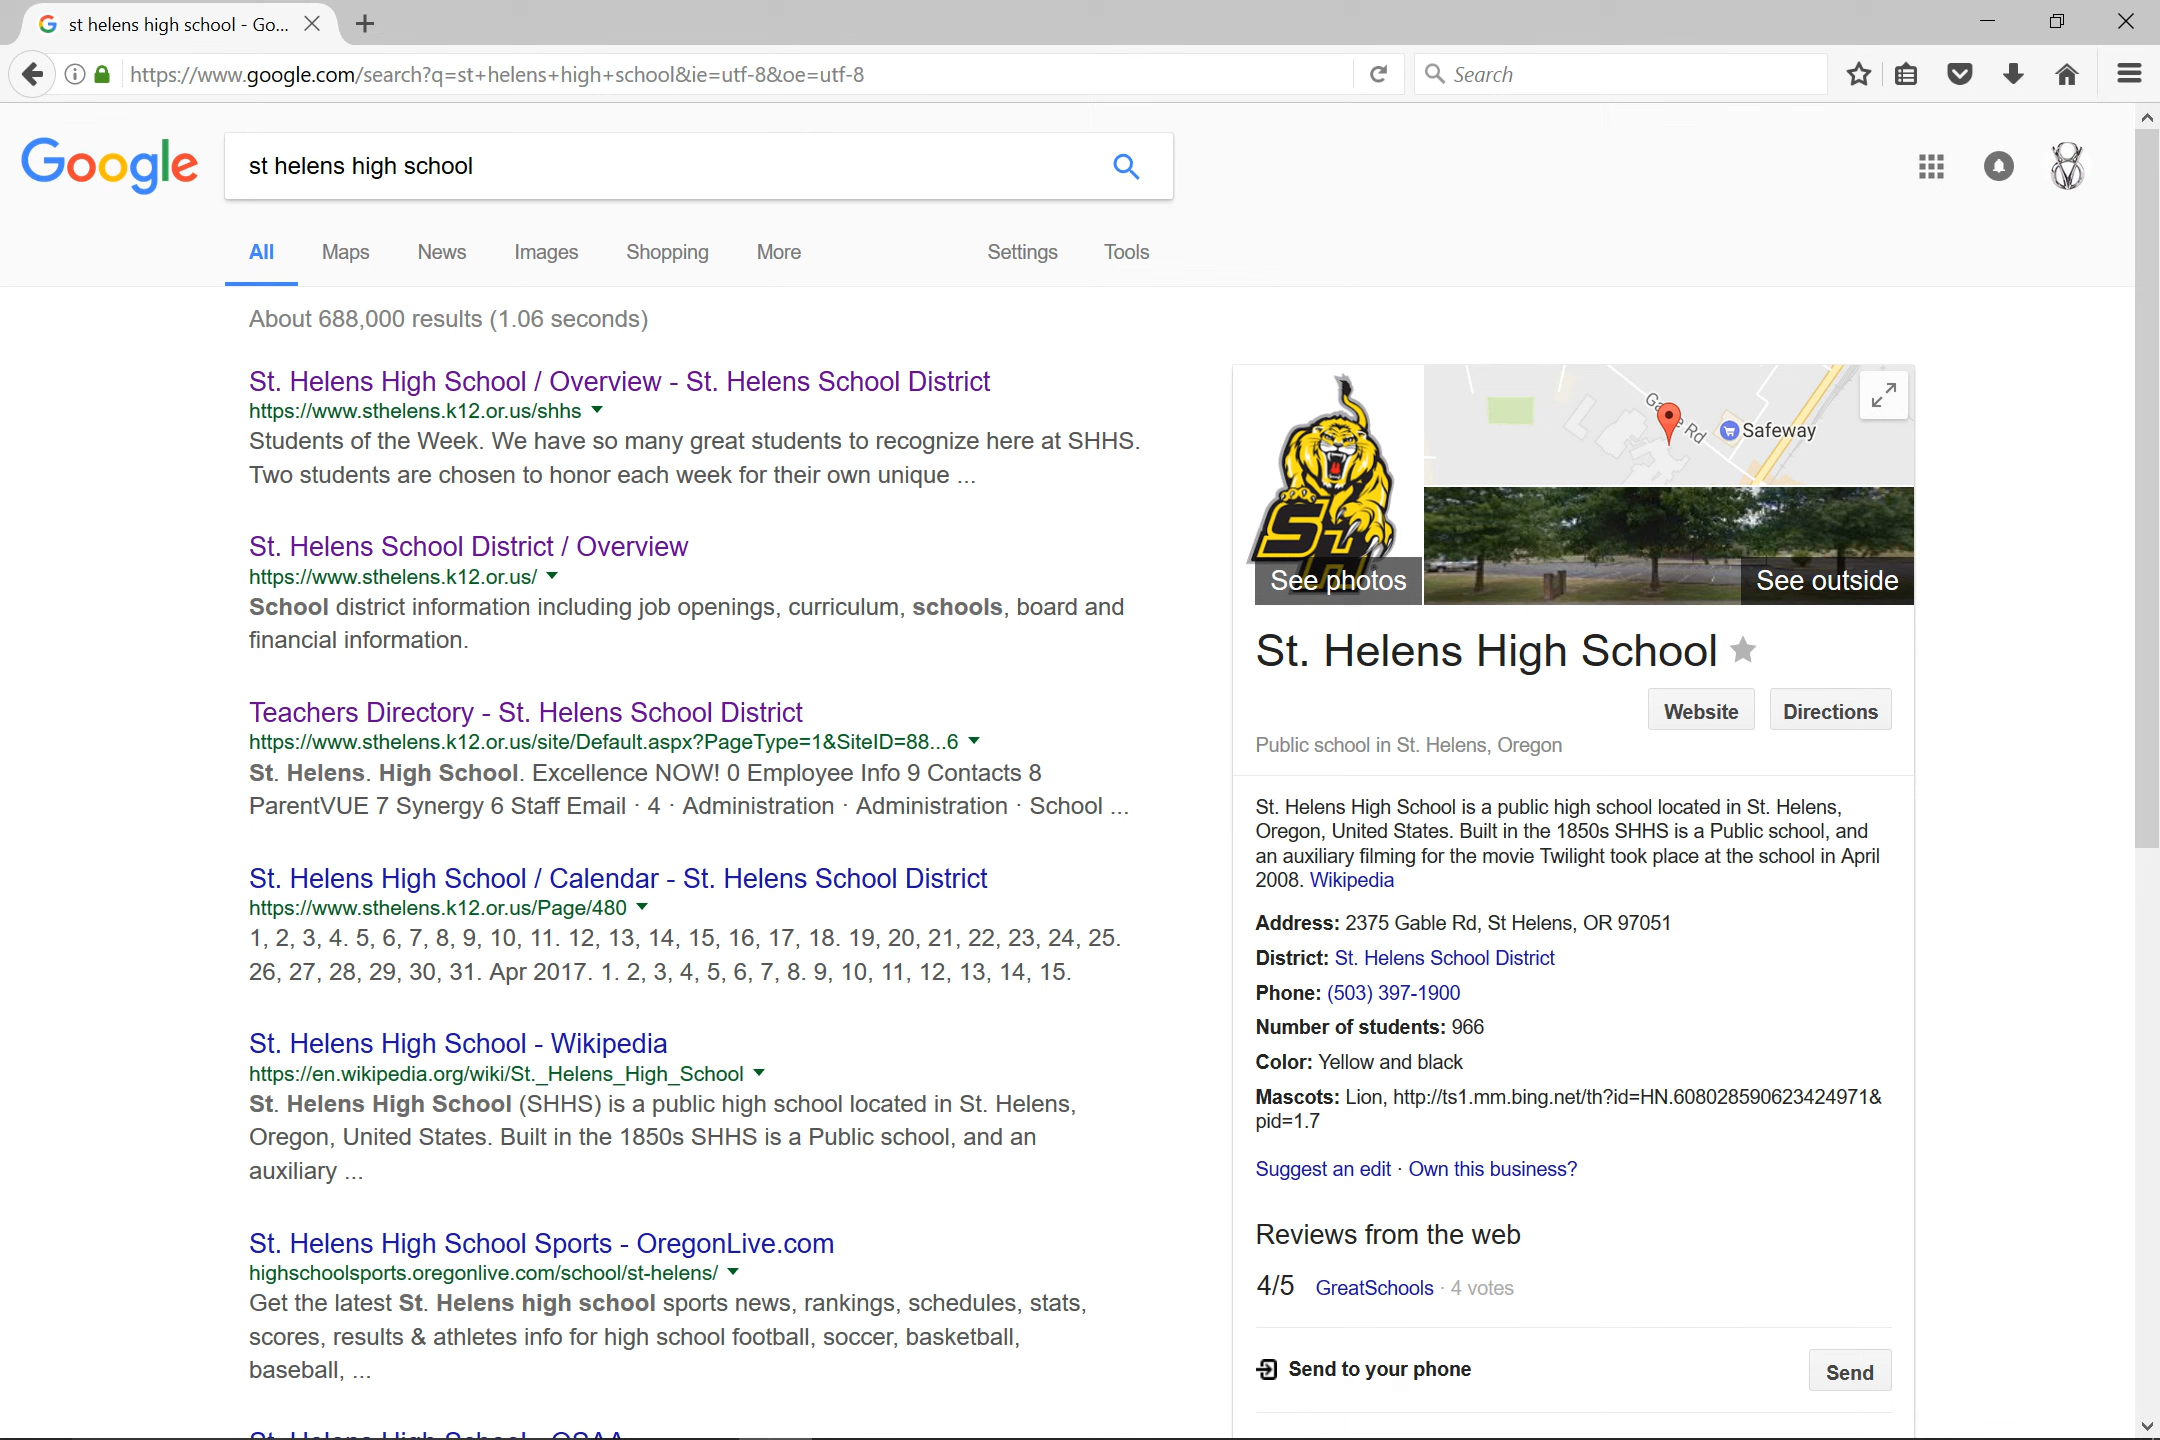 st helens high school - Go...
https://www.google.com/search?q=st+helens+high+school&ie=utf-8&oe=utf-8
Search
Google
st helens high school
All Maps News Images Shopping More Settings Tools
About 688,000 results (1.06 seconds)
St. Helens High School / Overview - St. Helens School District
https://www.sthelens.k12.or.us/shhs
Students of the Week. We have so many great students to recognize here at SHHS.
Two students are chosen to honor each week for their own unique ...
St. Helens School District / Overview
https://www.sthelens.k12.or.us/
School district information including job openings, curriculum, schools, board and
financial information.
Teachers Directory - St. Helens School District
https://www.sthelens.k12.or.us/site/Default.aspx?PageType=1&SiteID=88...6
St. Helens. High School. Excellence NOW! 0 Employee Info 9 Contacts 8
ParentVUE 7 Synergy 6 Staff Email · 4 · Administration · Administration · School ...
St. Helens High School / Calendar - St. Helens School District
https://www.sthelens.k12.or.us/Page/480
1, 2, 3, 4. 5, 6, 7, 8, 9, 10, 11. 12, 13, 14, 15, 16, 17, 18. 19, 20, 21, 22, 23, 24, 25.
26, 27, 28, 29, 30, 31. Apr 2017. 1. 2, 3, 4, 5, 6, 7, 8. 9, 10, 11, 12, 13, 14, 15.
St. Helens High School - Wikipedia
https://en.wikipedia.org/wiki/St._Helens_High_School
St. Helens High School (SHHS) is a public high school located in St. Helens,
Oregon, United States. Built in the 1850s SHHS is a Public school, and an
auxiliary ...
St. Helens High School Sports - OregonLive.com
highschoolsports.oregonlive.com/school/st-helens/
Get the latest St. Helens high school sports news, rankings, schedules, stats,
scores, results & athletes info for high school football, soccer, basketball,
baseball, ...
St. Helens High School - OSAA
Safeway
SHH
See photos
See outside
St. Helens High School
Website Directions
Public school in St. Helens, Oregon
St. Helens High School is a public high school located in St. Helens,
Oregon, United States. Built in the 1850s SHHS is a Public school, and
an auxiliary filming for the movie Twilight took place at the school in April
2008. Wikipedia
Address: 2375 Gable Rd, St Helens, OR 97051
District: St. Helens School District
Phone: (503) 397-1900
Number of students: 966
Color: Yellow and black
Mascots: Lion, http://ts1.mm.bing.net/th?id=HN.608028590623424971&
pid=1.7
Suggest an edit · Own this business?
Reviews from the web
4/5 GreatSchools · 4 votes
Send to your phone
Send